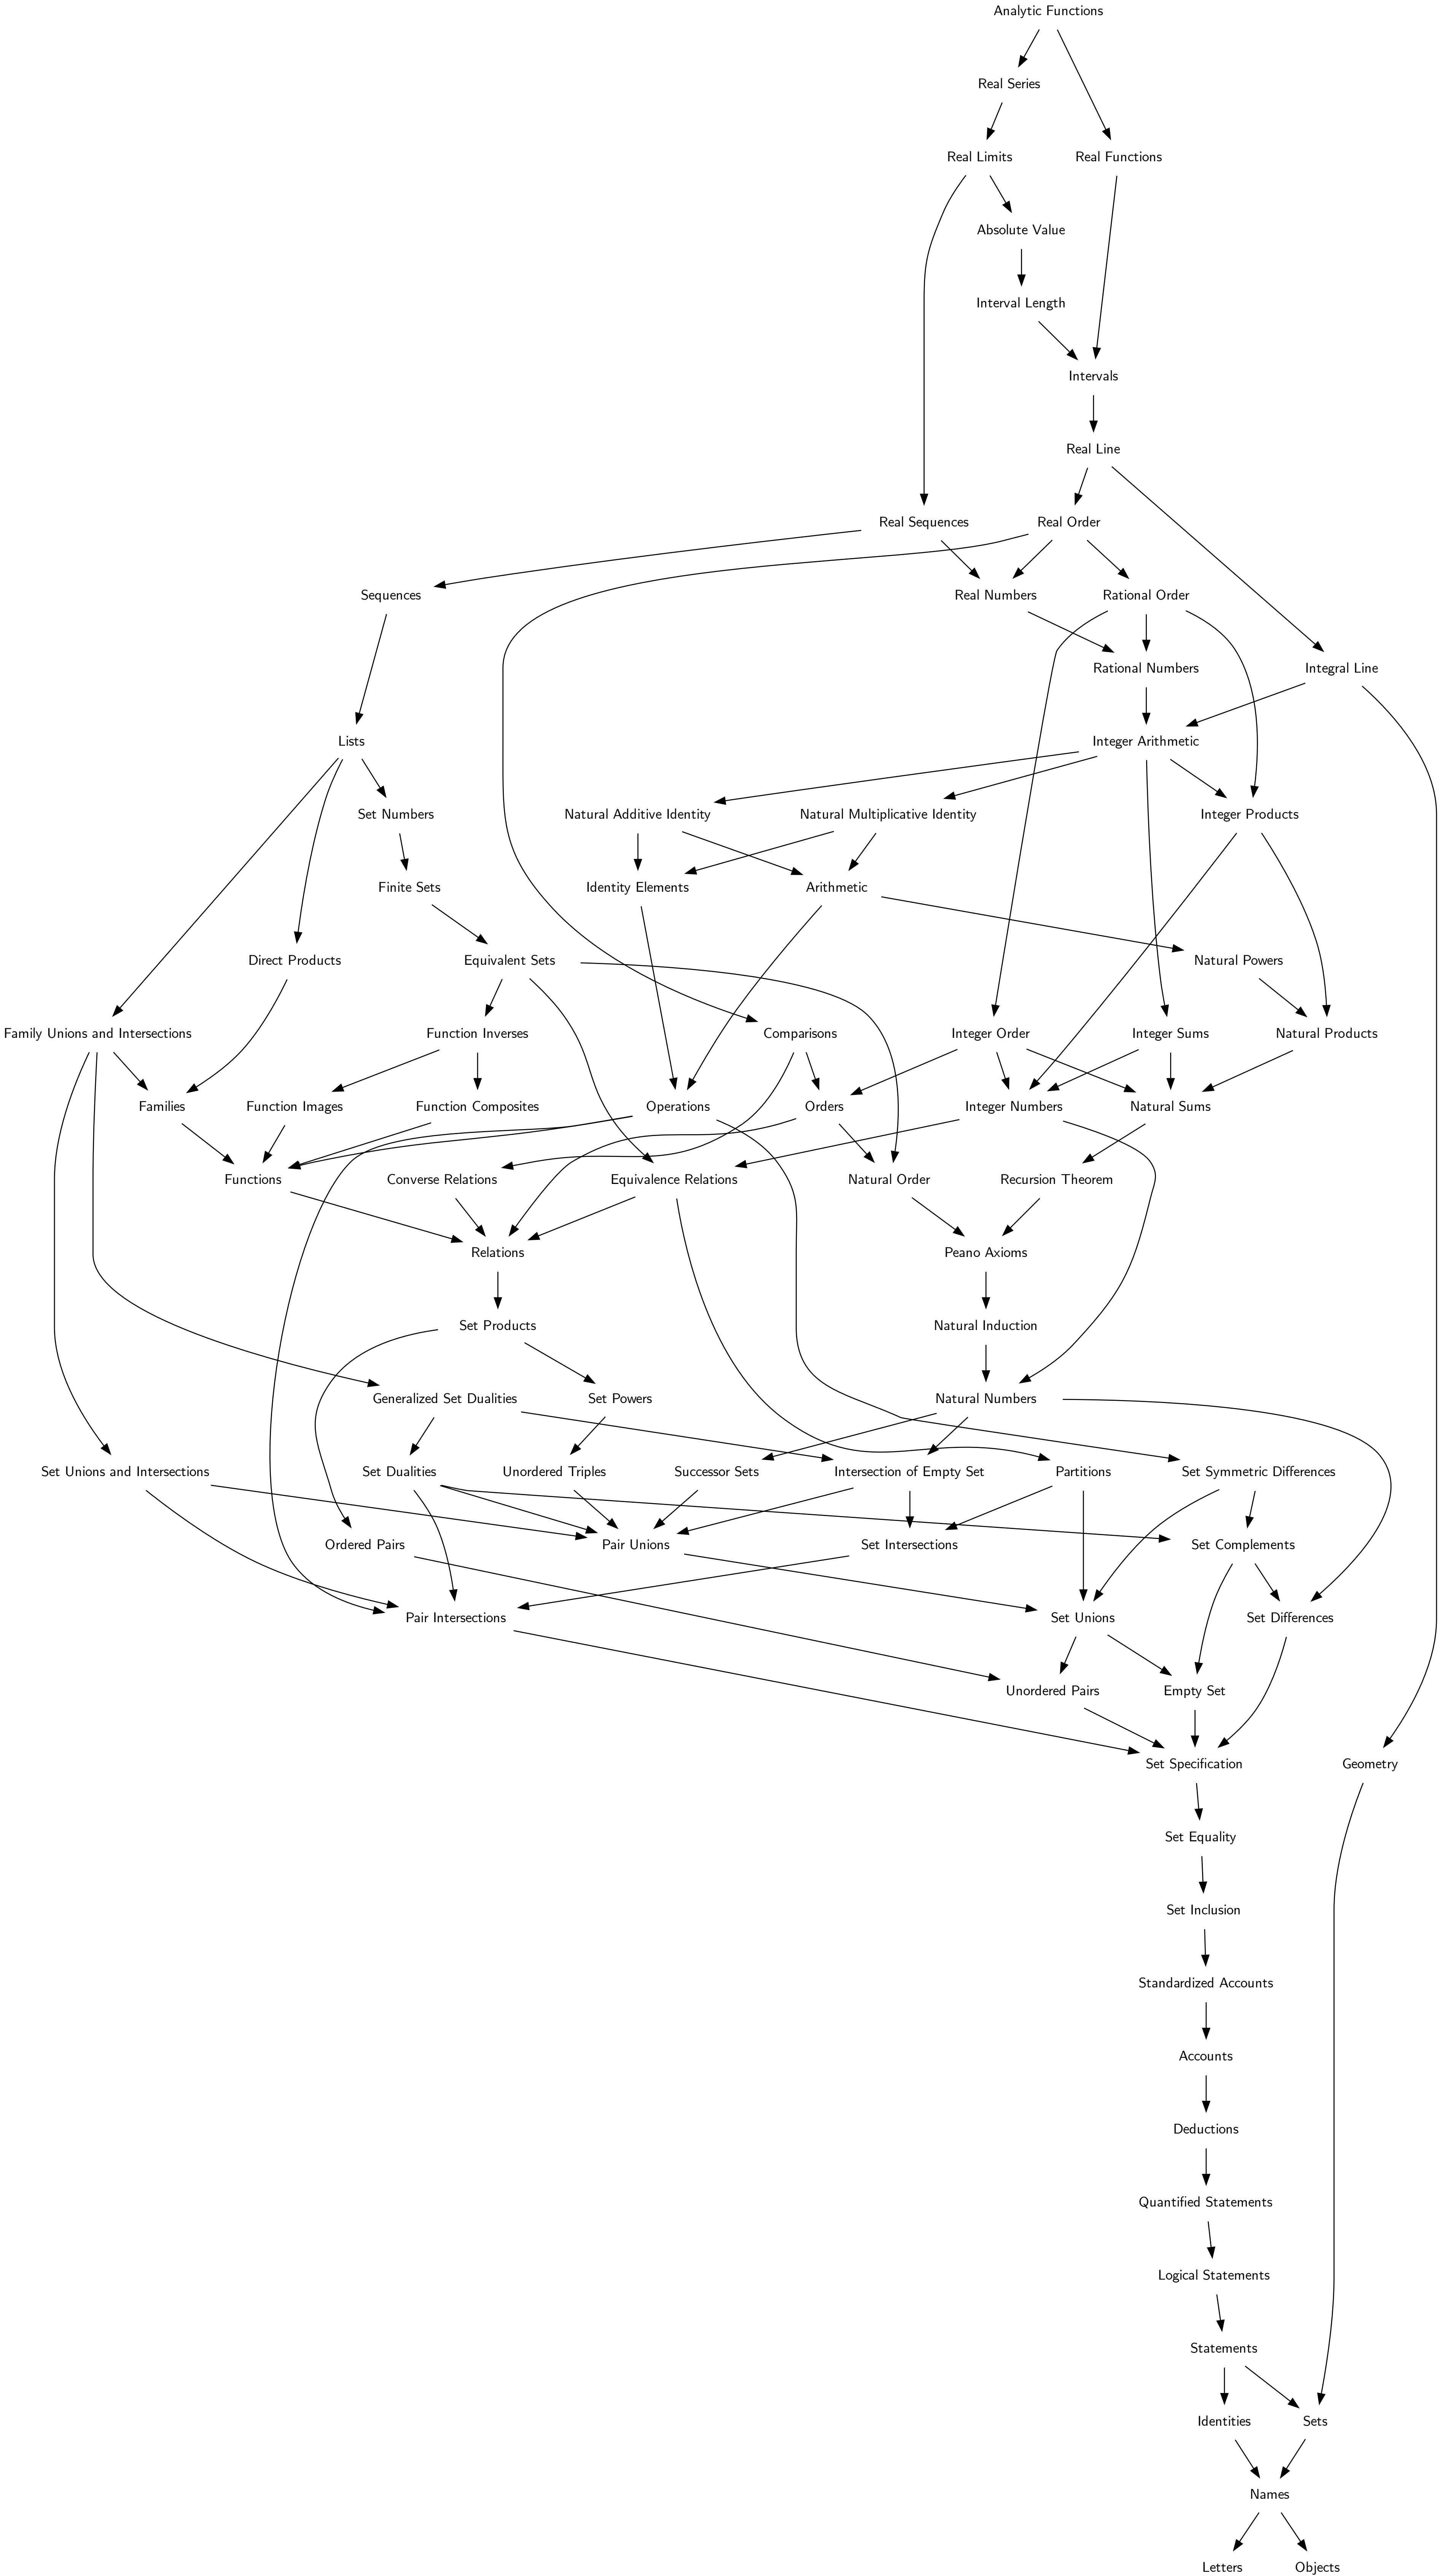 Analytic Functions
Real Series
Real Limits
Real Functions
Absolute Value
Interval Length
Intervals
Real Line
Real Sequences
Real Order
Sequences
Real Numbers
Rational Order
Rational Numbers
Integral Line
Lists
Integer Arithmetic
Set Numbers
Natural Additive Identity
Natural Multiplicative Identity
Integer Products
Finite Sets
Identity Elements
Arithmetic
Direct Products
Equivalent Sets
Natural Powers
Family Unions and Intersections
Function Inverses
Comparisons
Integer Order
Integer Sums
Natural Products
Families
Function Images
Function Composites
Operations
Orders
Integer Numbers
Natural Sums
Functions
Converse Relations
Equivalence Relations
Natural Order
Recursion Theorem
Relations
Peano Axioms
Set Products
Natural Induction
Generalized Set Dualities
Set Powers
Natural Numbers
Set Unions and Intersections
Set Dualities
Unordered Triples
Successor Sets
Intersection of Empty Set
Partitions
Set Symmetric Differences
Ordered Pairs
Pair Unions
Set Intersections
Set Complements
Pair Intersections
Set Unions
Set Differences
Unordered Pairs
Empty Set
Set Specification
Geometry
Set Equality
Set Inclusion
Standardized Accounts
Accounts
Deductions
Quantified Statements
Logical Statements
Statements
Identities
Sets
Names
Letters
Objects